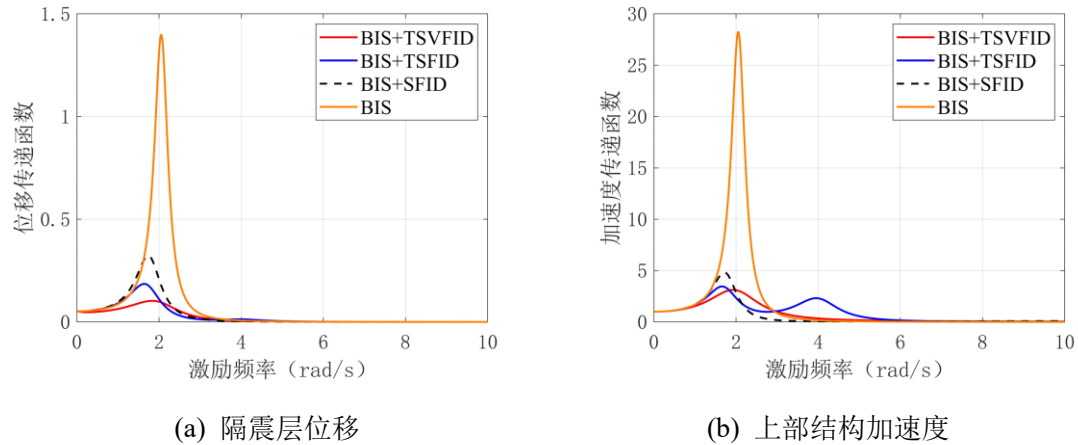 1.5
1
0.5
0
0
2
4
6
8
10
位移传递函数
激励频率（rad/s）
BIS+TSVFID
BIS+TSFID
BIS+SFID
BIS
(a) 隔震层位移
30
25
20
15
10
5
0
0
2
4
6
8
10
加速度传递函数
激励频率（rad/s）
BIS+TSVFID
BIS+TSFID
BIS+SFID
BIS
(b) 上部结构加速度